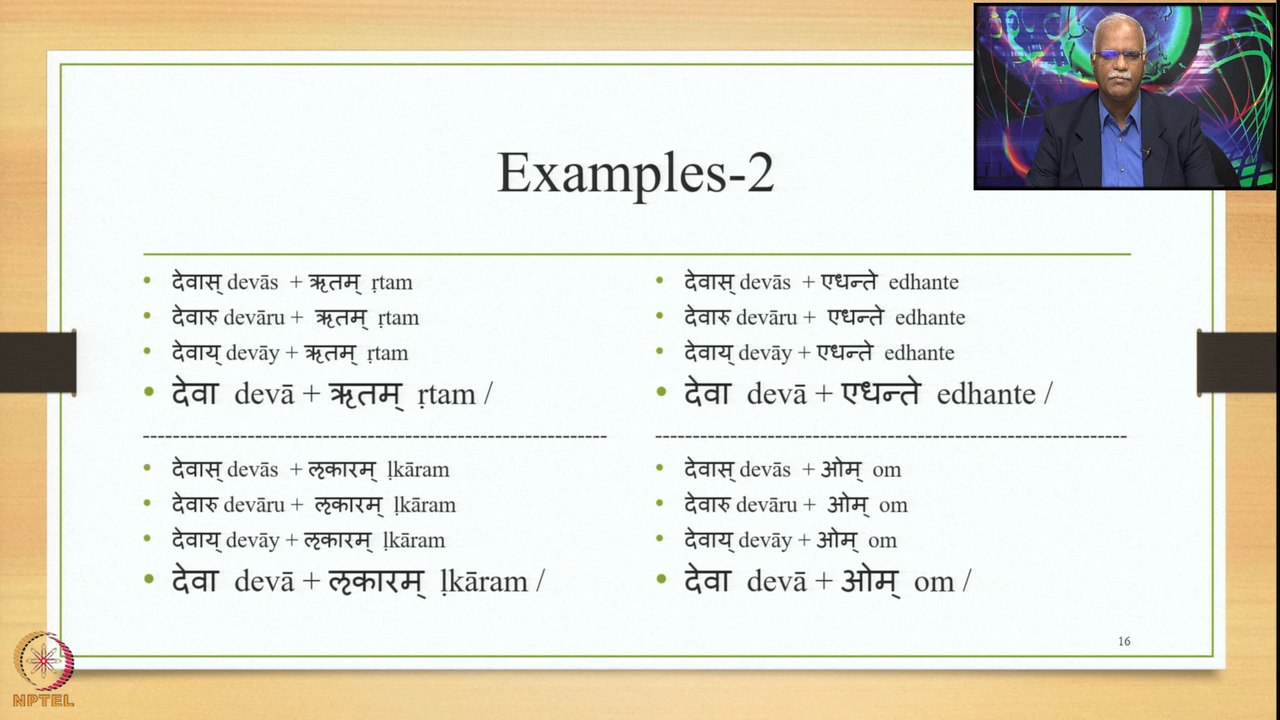 Examples-2
• देवास् devās + ऋतम् ṛtam
• देवारु devāru + ऋतम् ṛtam
• देवाय् devāy + ऋतम् ṛtam
• देवा devā + ऋतम् ṛtam /
--------------------------------------------------------------
• देवास् devās + ऌकारम् ḷkāram
• देवारु devāru + ऌकारम् ḷkāram
• देवाय् devāy + ऌकारम् ḷkāram
• देवा devā + ऌकारम् ḷkāram /
• देवास् devās + एधन्ते edhante
• देवारु devāru + एधन्ते edhante
• देवाय् devāy + एधन्ते edhante
• देवा devā + एधन्ते edhante /
---------------------------------------------------------------
• देवास् devās + ओम् om
• देवारु devāru + ओम् om
• देवाय् devāy + ओम् om
• देवा devā + ओम् om /
16
NPTEL